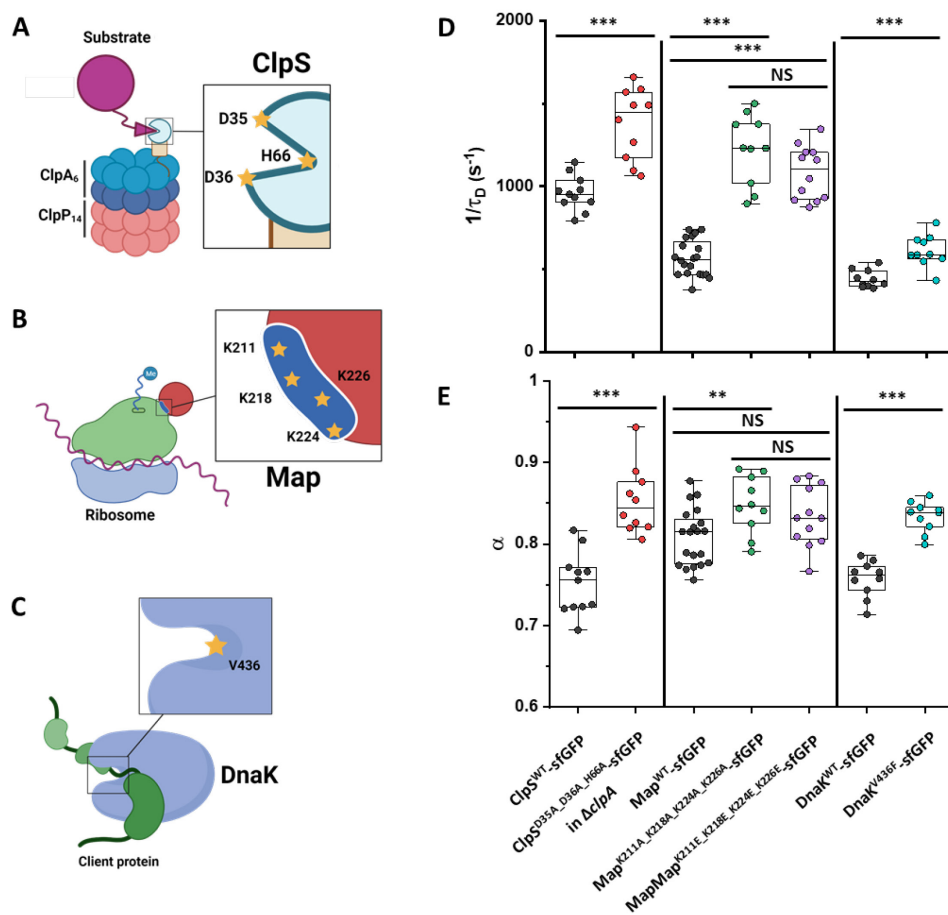 A
Substrate
ClpS
D35
H66
D36
ClpA6
ClpP14
B
Me
K211
K226
K218
K224
Map
Ribosome
C
V436
DnaK
Client protein
D
2000
***
***
***
***
NS
1/τD (s-1)
1000
0
E
1
***
**
***
NS
NS
0.9
α
0.8
0.7
0.6
ClpSWT-sfGFP
ClpSD35A_D36A_H66A-sfGFP
in ΔclpA
MapWT-sfGFP
MapK211A_K218A_K224A_K226A-sfGFP
MapMapK211E_K218E_K224E_K226E-sfGFP
DnaKWT-sfGFP
DnaKV436F-sfGFP